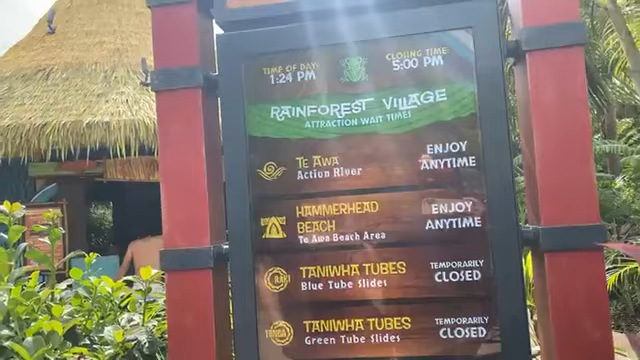 TIME OF DAY:
1:24 PM
CLOSING TIME:
5:00 PM
RAINFOREST VILLAGE
ATTRACTION WAIT TIMES
TE AWA
Action River
ENJOY
ANYTIME
HAMMERHEAD
BEACH
Te Awa Beach Area
ENJOY
ANYTIME
TANIWHA TUBES
Blue Tube Slides
TEMPORARILY
CLOSED
TANIWHA TUBES
Green Tube Slides
TEMPORARILY
CLOSED